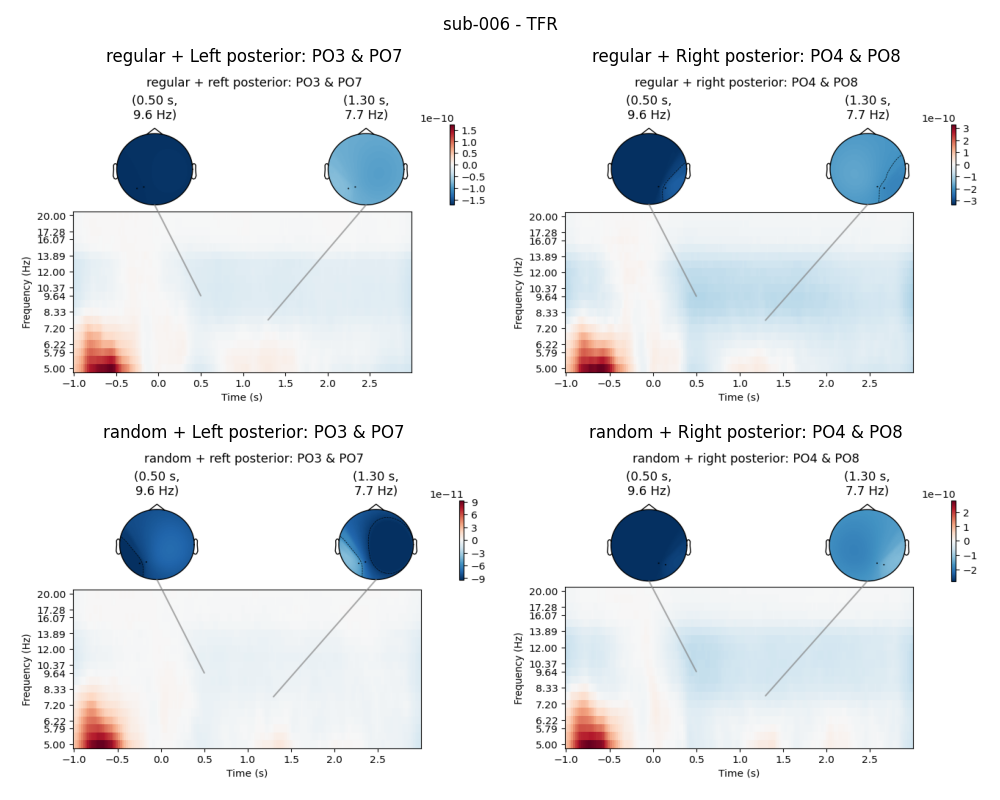 sub-006 - TFR
regular + Left posterior: PO3 & PO7
regular + reft posterior: PO3 & PO7
(0.50 s,
9.6 Hz)
(1.30 s,
7.7 Hz)
1e−10
1.5
1.0
0.5
0.0
−0.5
−1.0
−1.5
20.00
17.28
16.07
13.89
12.00
10.37
9.64
8.33
7.20
6.22
5.79
5.00
Frequency (Hz)
−1.0 −0.5 0.0 0.5 1.0 1.5 2.0 2.5
Time (s)
regular + Right posterior: PO4 & PO8
regular + right posterior: PO4 & PO8
(0.50 s,
9.6 Hz)
(1.30 s,
7.7 Hz)
1e−10
3
2
1
0
−1
−2
−3
20.00
17.28
16.07
13.89
12.00
10.37
9.64
8.33
7.20
6.22
5.79
5.00
Frequency (Hz)
−1.0 −0.5 0.0 0.5 1.0 1.5 2.0 2.5
Time (s)
random + Left posterior: PO3 & PO7
random + reft posterior: PO3 & PO7
(0.50 s,
9.6 Hz)
(1.30 s,
7.7 Hz)
1e−11
9
6
3
0
−3
−6
−9
20.00
17.28
16.07
13.89
12.00
10.37
9.64
8.33
7.20
6.22
5.79
5.00
Frequency (Hz)
−1.0 −0.5 0.0 0.5 1.0 1.5 2.0 2.5
Time (s)
random + Right posterior: PO4 & PO8
random + right posterior: PO4 & PO8
(0.50 s,
9.6 Hz)
(1.30 s,
7.7 Hz)
1e−10
2
1
0
−1
−2
20.00
17.28
16.07
13.89
12.00
10.37
9.64
8.33
7.20
6.22
5.79
5.00
Frequency (Hz)
−1.0 −0.5 0.0 0.5 1.0 1.5 2.0 2.5
Time (s)